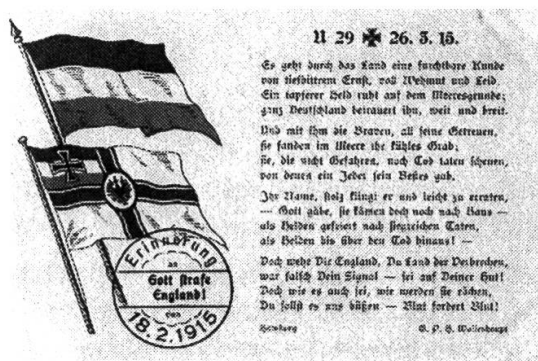 U 29 ✠ 26. 3. 15.
Es geht durch das Land eine furchtbare Kunde
von tiefbittrem Ernst, voll Wehmut und Leid.
Ein tapferer Held ruht auf dem Meeresgrunde;
ganz Deutschland betrauert ihn, weit und breit.
Und mit ihm die Braven, all seine Getreuen,
sie fanden im Meere ihr kühles Grab;
sie, die nicht Gefahren, noch Tod taten scheuen,
von denen ein Jeder sein Bestes gab.
Ihr Name, stolz klingt er und leicht zu erraten,
— Gott gäbe, sie kämen doch noch nach Haus —
als Helden gefeiert nach siegreichen Taten,
als Helden bis über den Tod hinaus! —
Doch wehe Dir England, Du Land der Verbrechen,
war falsch Dein Signal — sei auf Deiner Hut!
Doch wie es auch sei, wir werden sie rächen,
Du sollst es uns büßen — Blut fordert Blut!
Hamburg G. P. H.
Erinnerung
an
Gott strafe
England!
den
18.2.1915